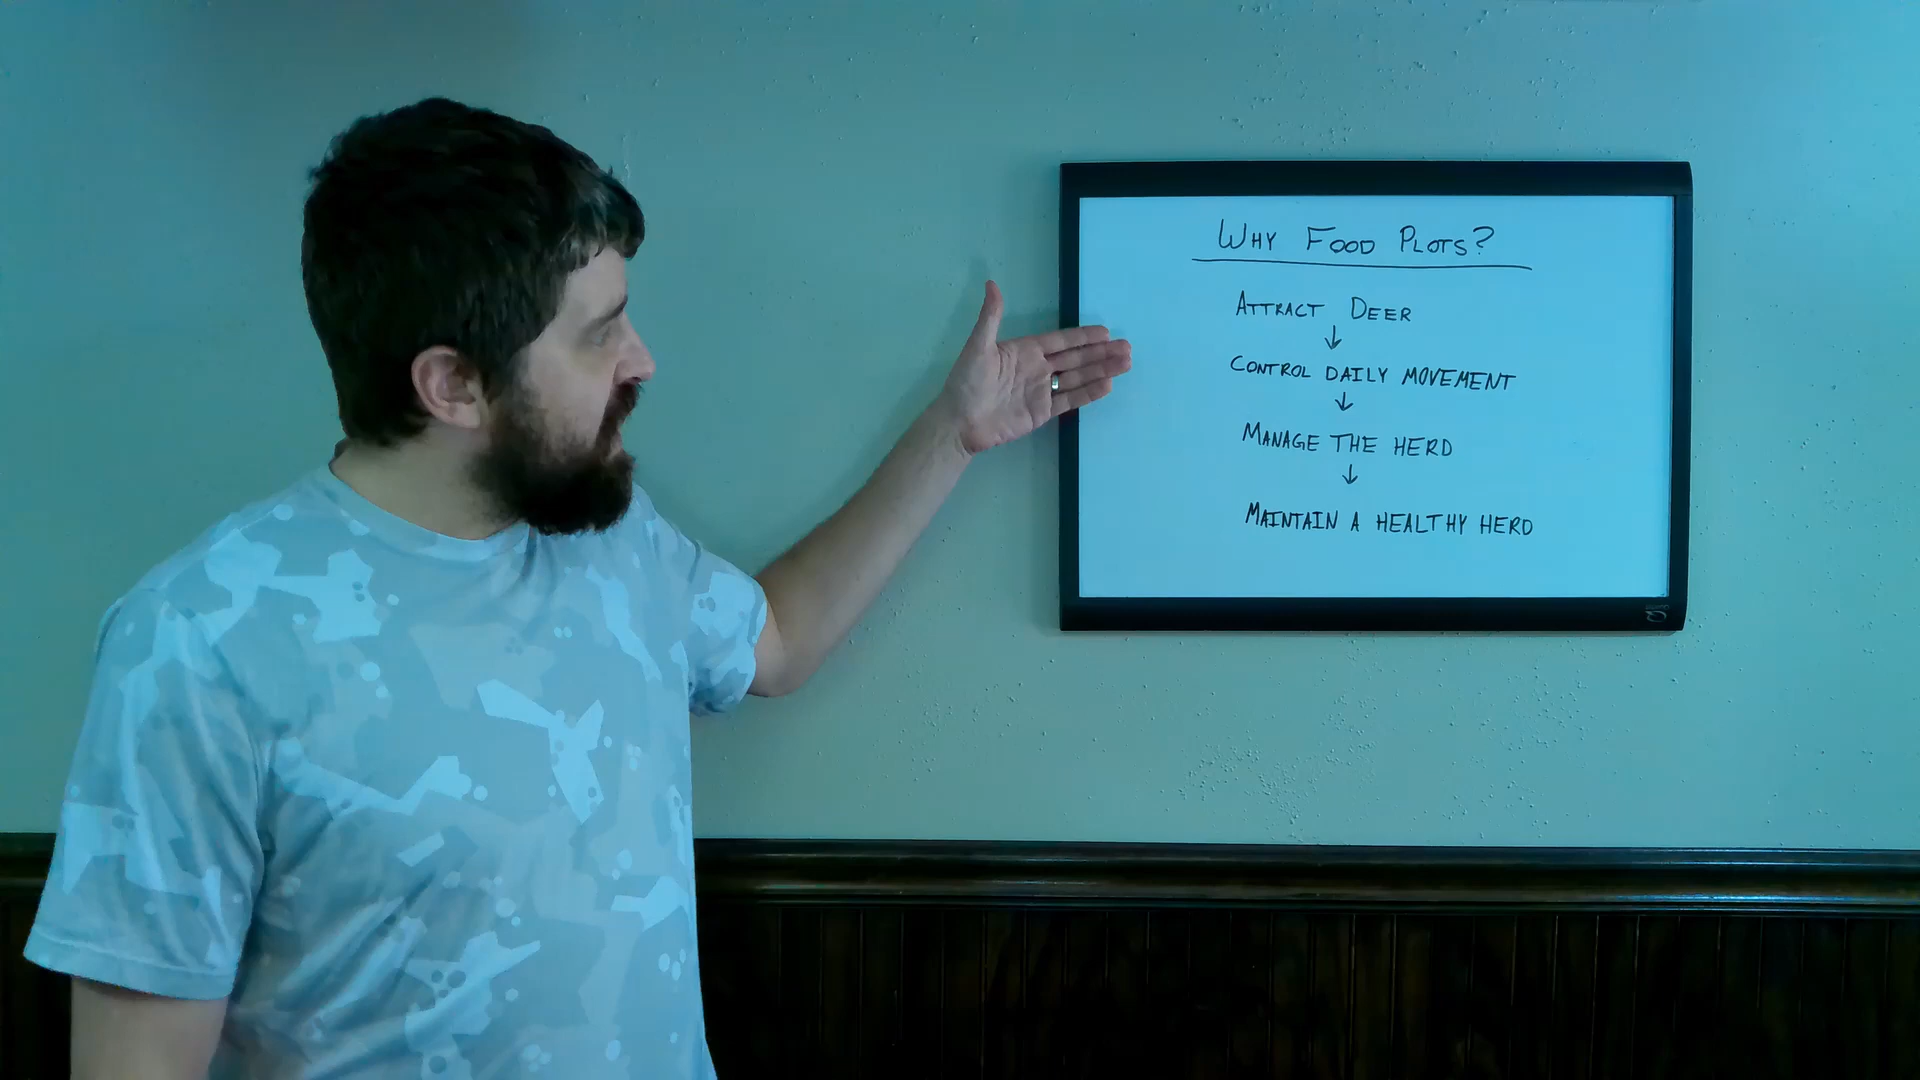 WHY FOOD PLOTS?
ATTRACT DEER
↓
CONTROL DAILY MOVEMENT
↓
MANAGE THE HERD
↓
MAINTAIN A HEALTHY HERD